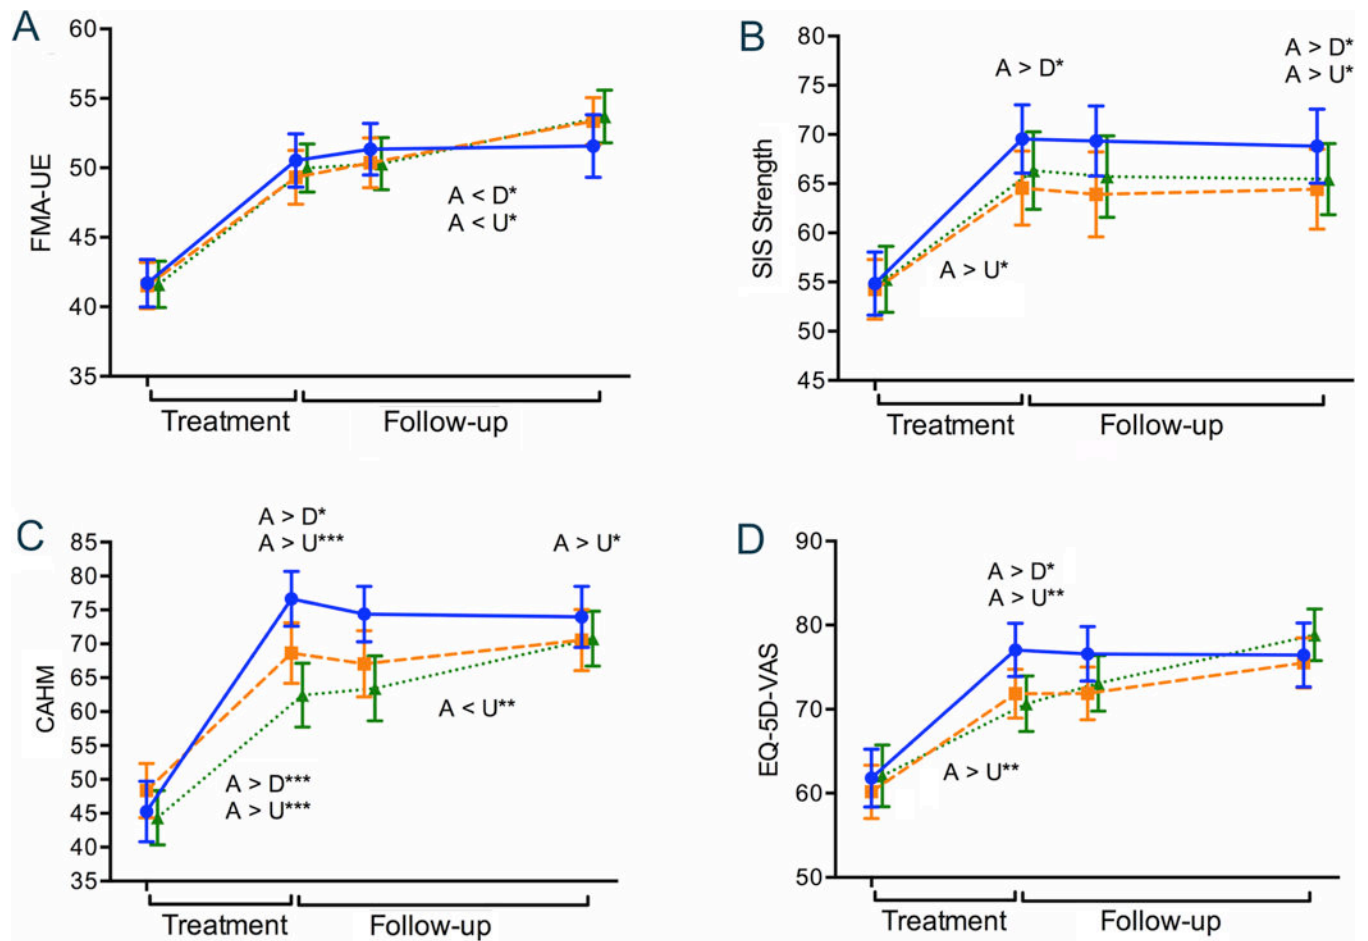 A
60
55
50
45
40
35
FMA-UE
A < D*
A < U*
Treatment
Follow-up
B
80
75
70
65
60
55
50
45
SIS Strength
A > D*
A > D*
A > U*
A > U*
Treatment
Follow-up
C
85
80
75
70
65
60
55
50
45
40
35
CAHM
A > D*
A > U***
A > U*
A < U**
A > D***
A > U***
Treatment
Follow-up
D
90
80
70
60
50
EQ-5D-VAS
A > D*
A > U**
A > U**
Treatment
Follow-up